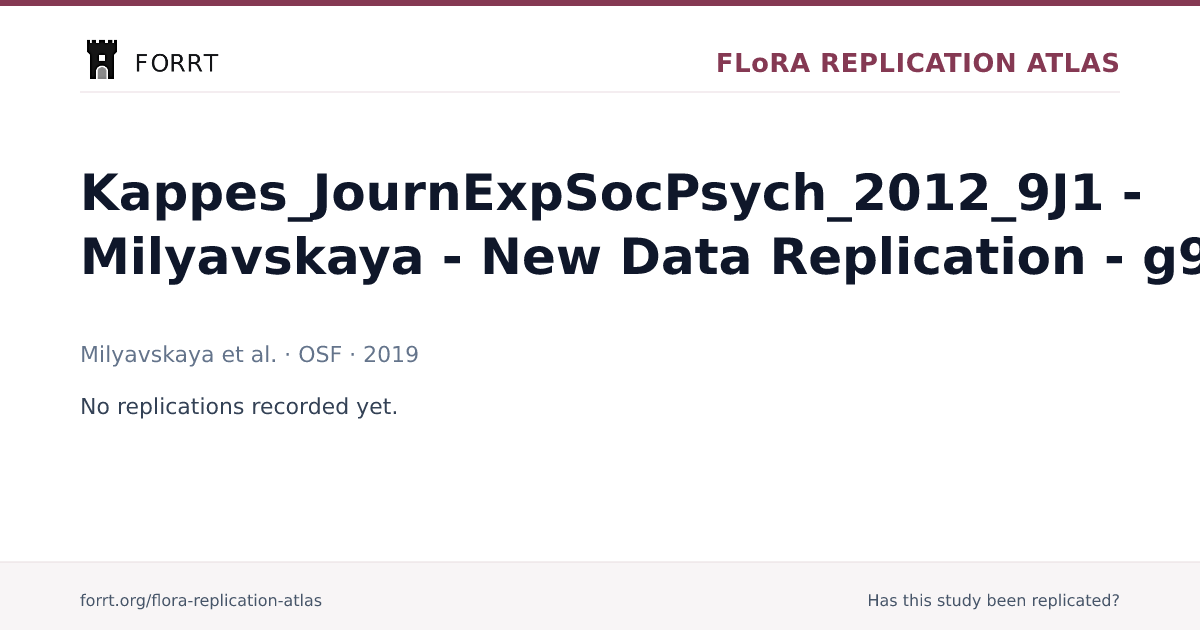 FORRT
FLoRA REPLICATION ATLAS
Kappes_JournExpSocPsych_2012_9J1 -
Milyavskaya - New Data Replication - g9
Milyavskaya et al. · OSF · 2019
No replications recorded yet.
forrt.org/flora-replication-atlas
Has this study been replicated?